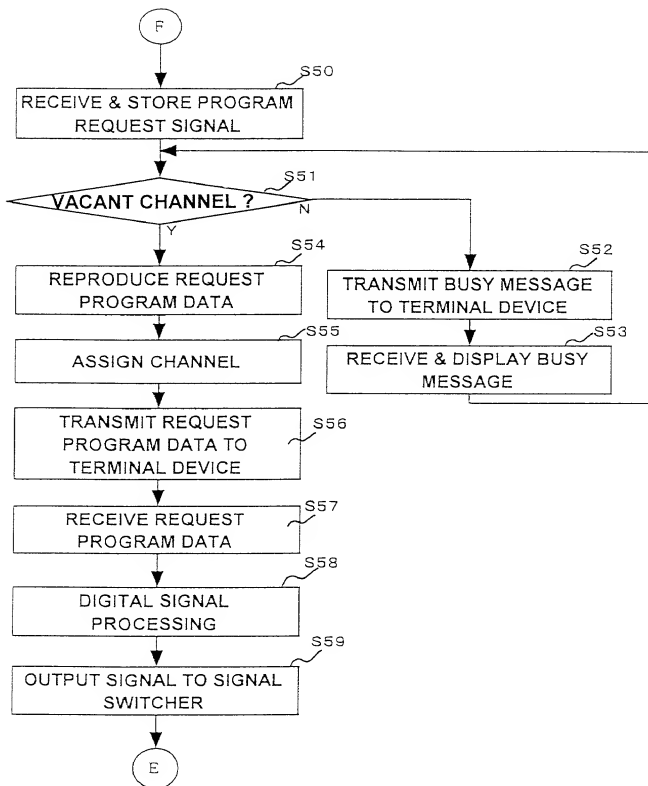 F
S50
RECEIVE & STORE PROGRAM
REQUEST SIGNAL
S51
VACANT CHANNEL ?
N
Y
S54
REPRODUCE REQUEST
PROGRAM DATA
S52
TRANSMIT BUSY MESSAGE
TO TERMINAL DEVICE
S55
ASSIGN CHANNEL
S53
RECEIVE & DISPLAY BUSY
MESSAGE
S56
TRANSMIT REQUEST
PROGRAM DATA TO
TERMINAL DEVICE
S57
RECEIVE REQUEST
PROGRAM DATA
S58
DIGITAL SIGNAL
PROCESSING
S59
OUTPUT SIGNAL TO SIGNAL
SWITCHER
E